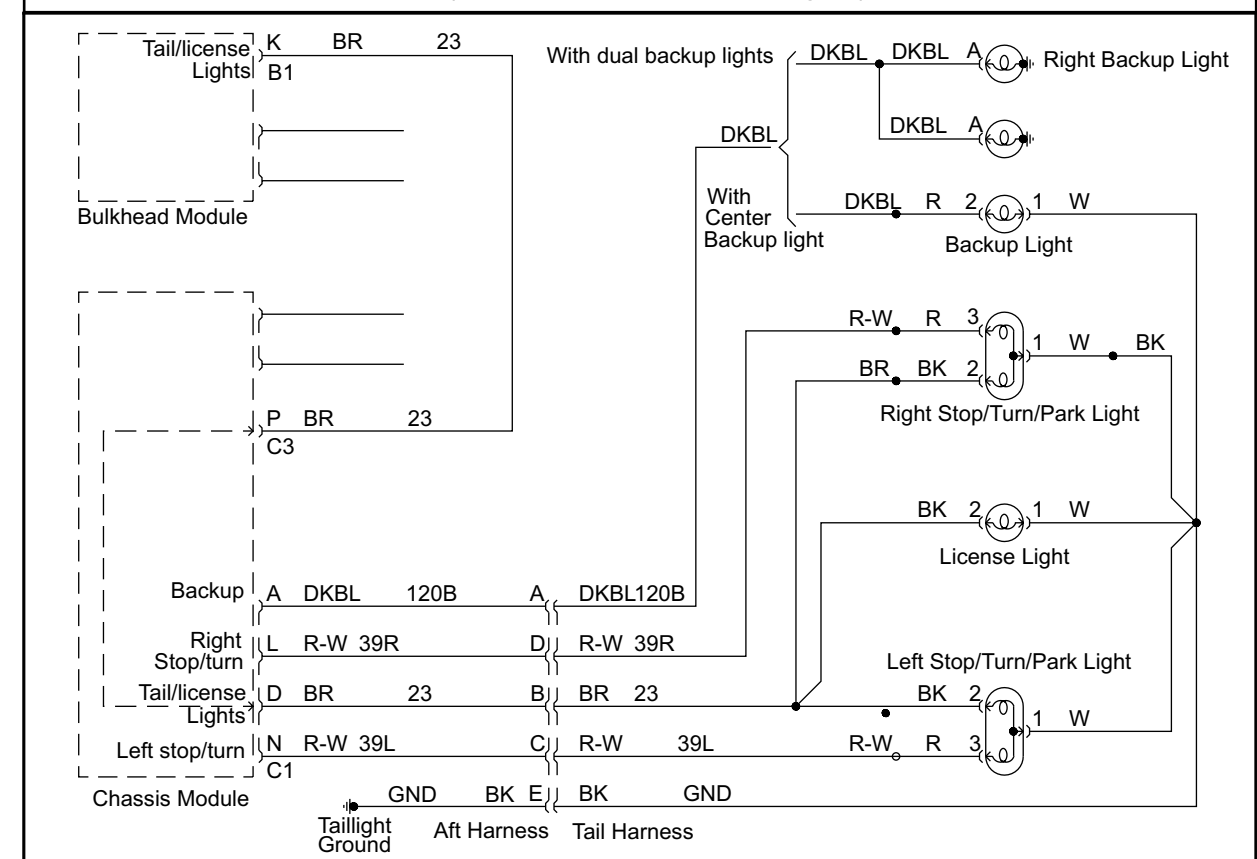 Tail/license
Lights
K BR 23
B1
Bulkhead Module
With dual backup lights
DKBL DKBL A Right Backup Light
DKBL A
DKBL
With
Center
Backup light
DKBL R 2 1 W
Backup Light
R-W R 3
1 W BK
BR BK 2
Right Stop/Turn/Park Light
P BR 23
C3
BK 2 1 W
License Light
Backup A DKBL 120B A DKBL120B
Right
Stop/turn
L R-W 39R D R-W 39R
Left Stop/Turn/Park Light
Tail/license
Lights
D BR 23 B BR 23 BK 2
1 W
Left stop/turn N R-W 39L C R-W 39L R-W R 3
C1
Chassis Module
GND BK E BK GND
Taillight
Ground
Aft Harness Tail Harness